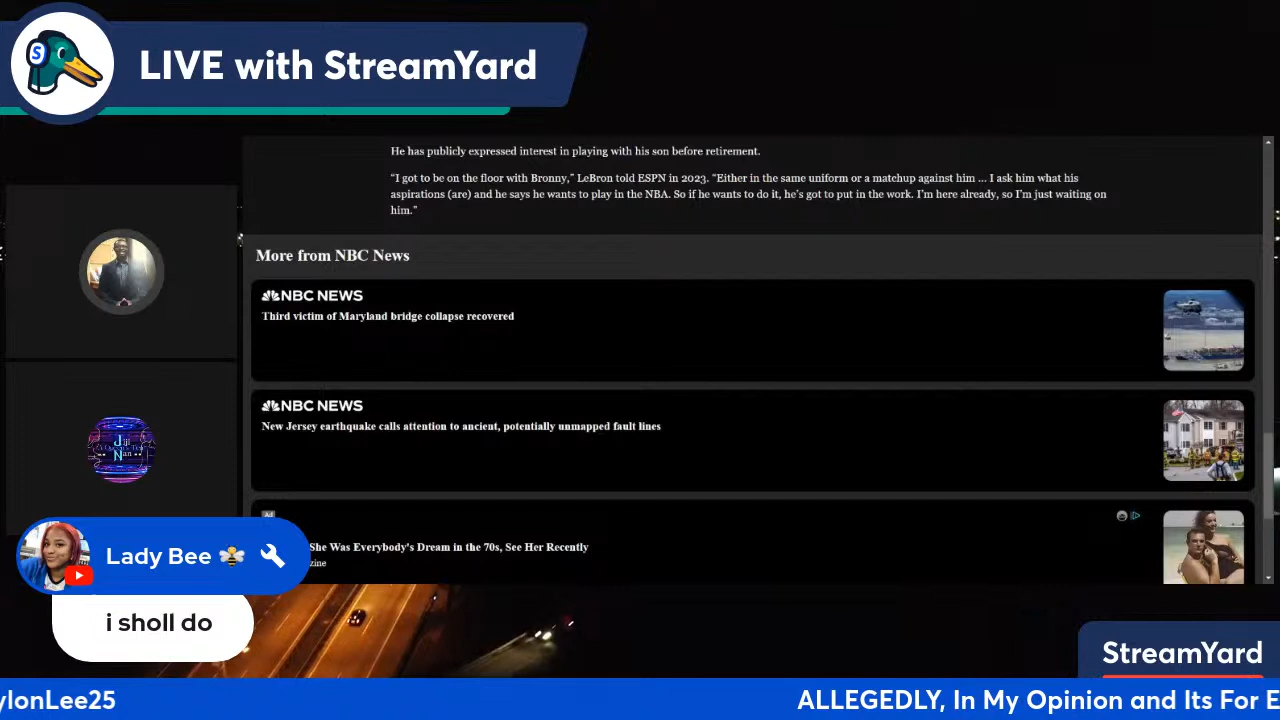 S
LIVE with StreamYard
He has publicly expressed interest in playing with his son before retirement.
“I got to be on the floor with Bronny,” LeBron told ESPN in 2023. “Either in the same uniform or a matchup against him ... I ask him what his
aspirations (are) and he says he wants to play in the NBA. So if he wants to do it, he’s got to put in the work. I’m here already, so I’m just waiting on
him.”
More from NBC News
NBC NEWS
Third victim of Maryland bridge collapse recovered
NBC NEWS
New Jersey earthquake calls attention to ancient, potentially unmapped fault lines
Ad
She Was Everybody's Dream in the 70s, See Her Recently
zine
Lady Bee 🐝
i sholl do
StreamYard
ylonLee25
ALLEGEDLY, In My Opinion and Its For E